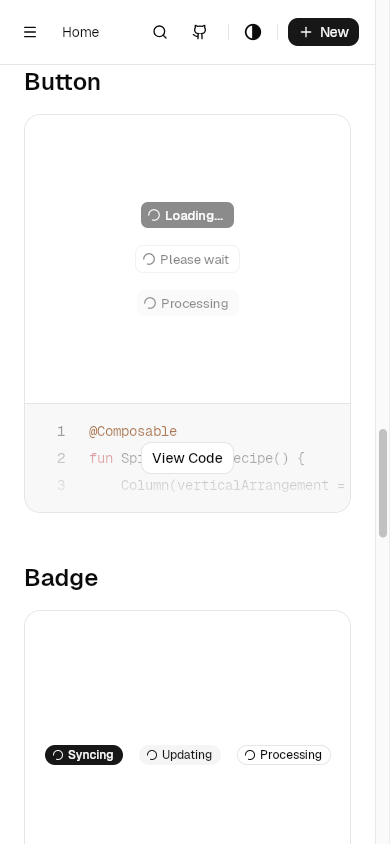 Home
New
Button
Loading...
Please wait
Processing
1 @Composable
2 fun Spi ecipe() {
View Code
3 Column(verticalArrangement =
Badge
Syncing
Updating
Processing